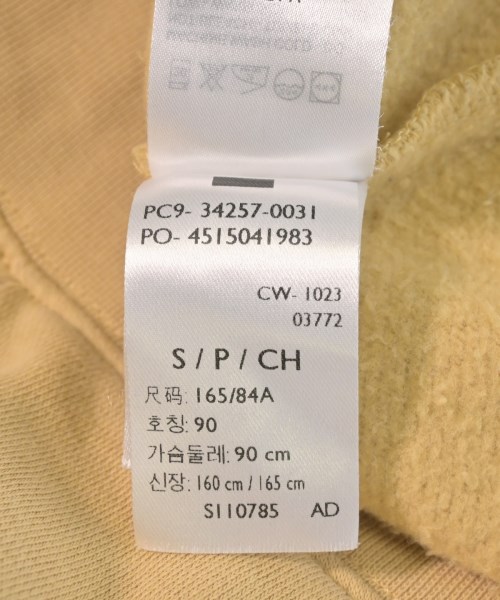 PC9- 34257-0031
PO- 4515041983
CW- 1023
03772
S / P / CH
尺码: 165/84A
호칭: 90
가슴둘레: 90 cm
신장: 160 cm / 165 cm
S110785 AD